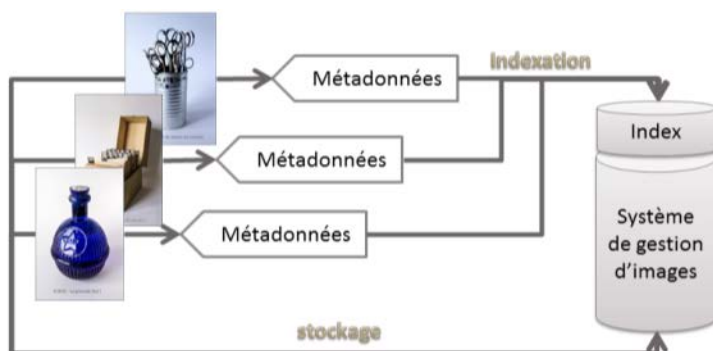 Indexation
Métadonnées
Métadonnées
Métadonnées
Index
Système
de gestion
d'images
stockage